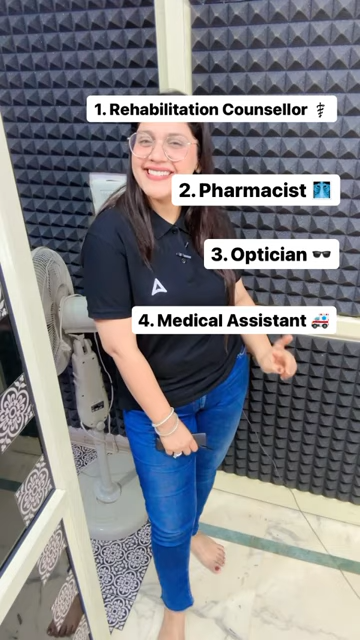 1. Rehabilitation Counsellor ⚕
2. Pharmacist 🩻
3. Optician 🕶️
4. Medical Assistant 🚑